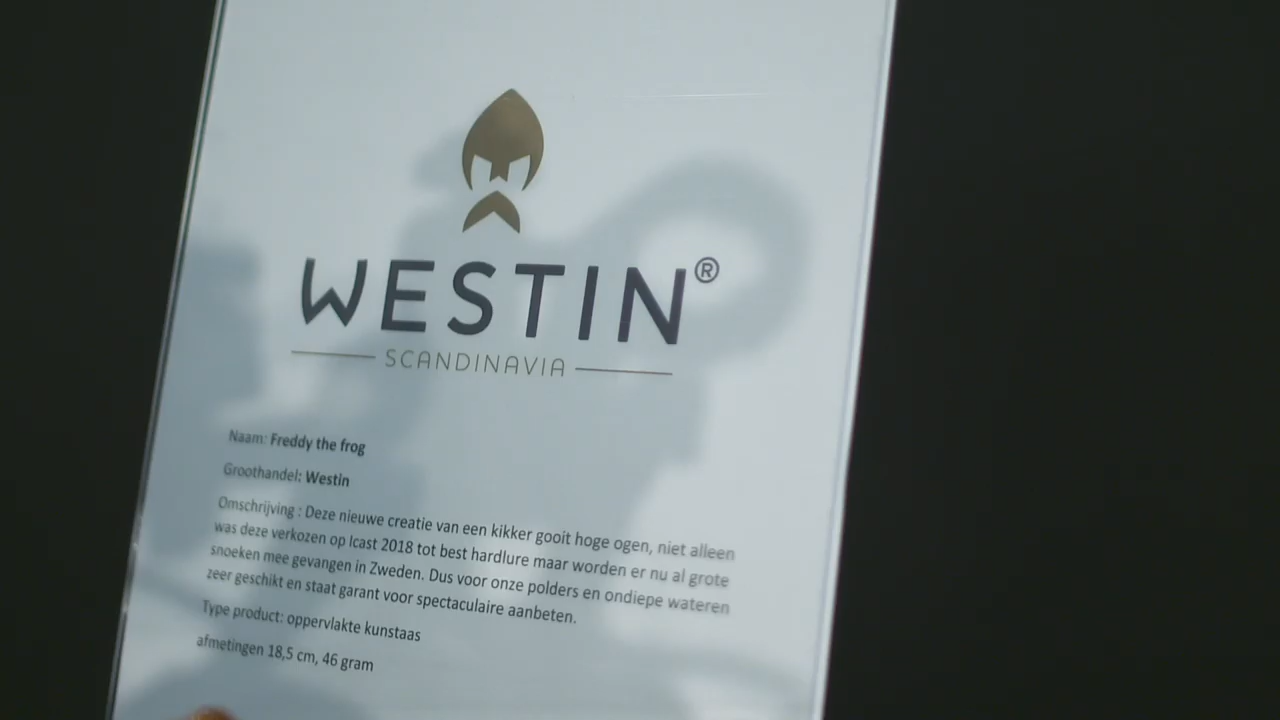 WESTIN®
SCANDINAVIA
Naam: Freddy the frog
Groothandel: Westin
Omschrijving : Deze nieuwe creatie van een kikker gooit hoge ogen, niet alleen
was deze verkozen op Icast 2018 tot best hardlure maar worden er nu al grote
snoeken mee gevangen in Zweden. Dus voor onze polders en ondiepe wateren
zeer geschikt en staat garant voor spectaculaire aanbeten.
Type product: oppervlakte kunstaas
afmetingen 18,5 cm, 46 gram